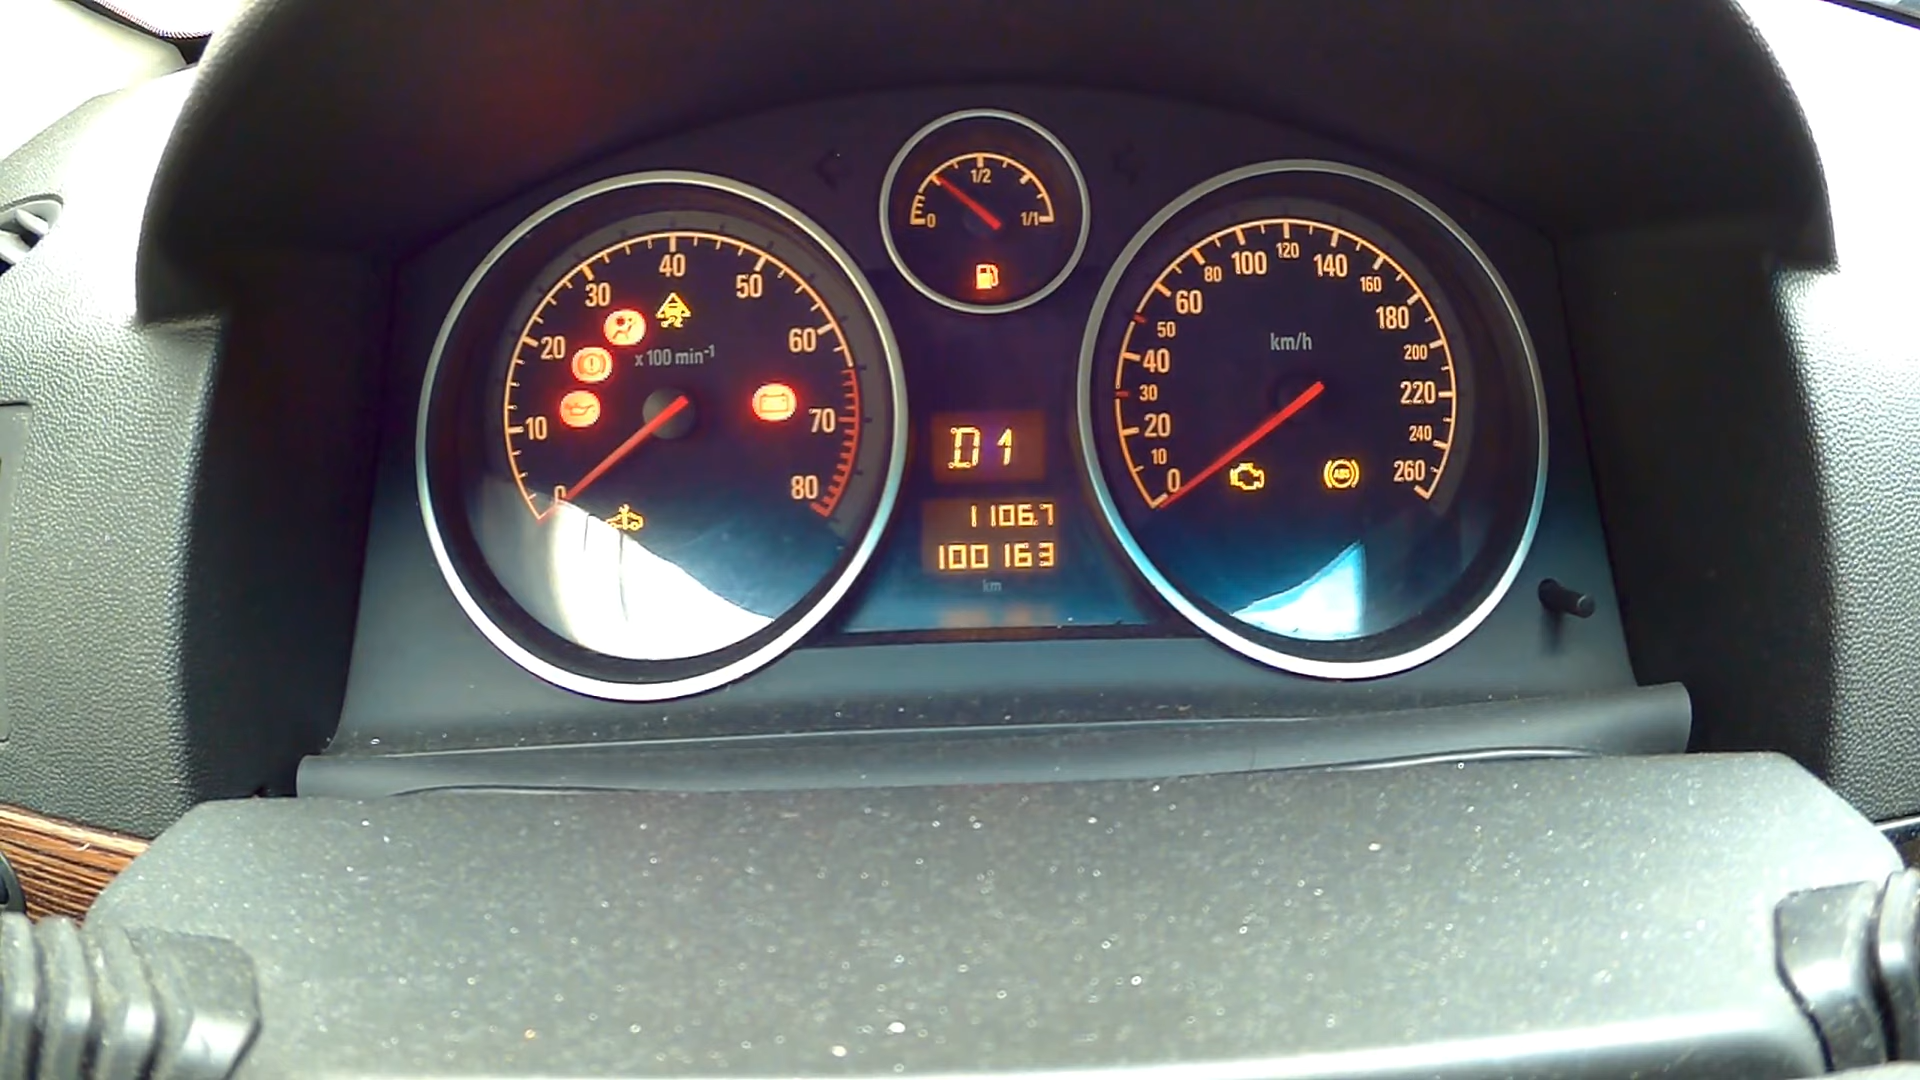 1/2
0 1/1
10 20 30 40 50 60 70 80
0
x 100 min-1
D 1
1106.7
100163
km
0 10 20 30 40 50 60 80 100 120 140 160 180 200 220 240 260
km/h
ABS